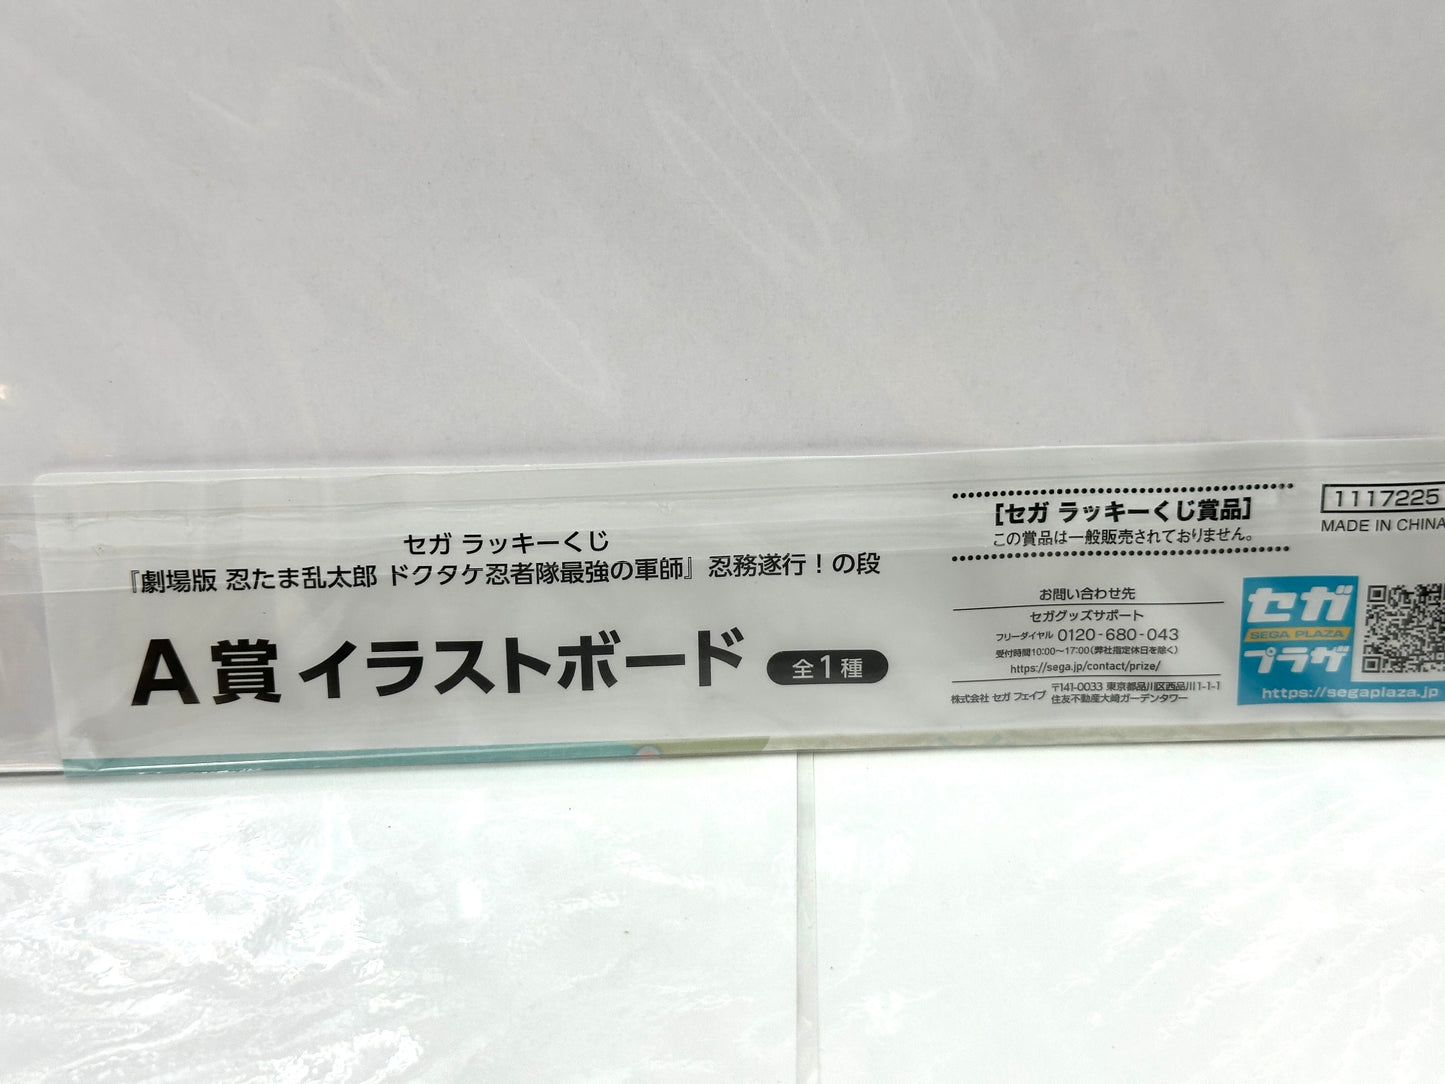 セガ ラッキーくじ
『劇場版 忍たま乱太郎 ドクタケ忍者隊最強の軍師』 忍務遂行！の段
A賞 イラストボード 全1種
[セガ ラッキーくじ賞品]
この賞品は一般販売されておりません。
お問い合わせ先
セガグッズサポート
フリーダイヤル 0120-680-043
受付時間10:00〜17:00(弊社指定休日を除く)
https://sega.jp/contact/prize/
株式会社 セガ フェイブ
〒141-0033 東京都品川区西品川1-1-1
住友不動産大崎ガーデンタワー
1117225
MADE IN CHINA
セガ
SEGA PLAZA
プラザ
https://segaplaza.jp